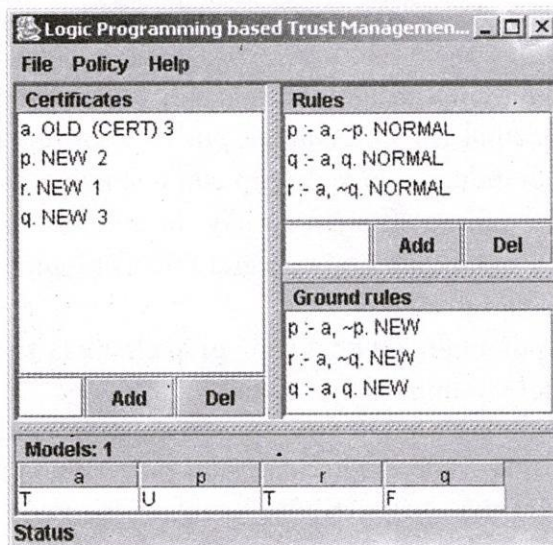 Logic Programming based Trust Managemen...
File Policy Help
Certificates
a. OLD (CERT) 3
p. NEW 2
r. NEW 1
q. NEW 3
Add Del
Rules
p :- a, ~p. NORMAL
q :- a, q. NORMAL
r :- a, ~q. NORMAL
Add Del
Ground rules
p :- a, ~p. NEW
r :- a, ~q. NEW
q :- a, q. NEW
Models: 1
a p r q
T U T F
Status